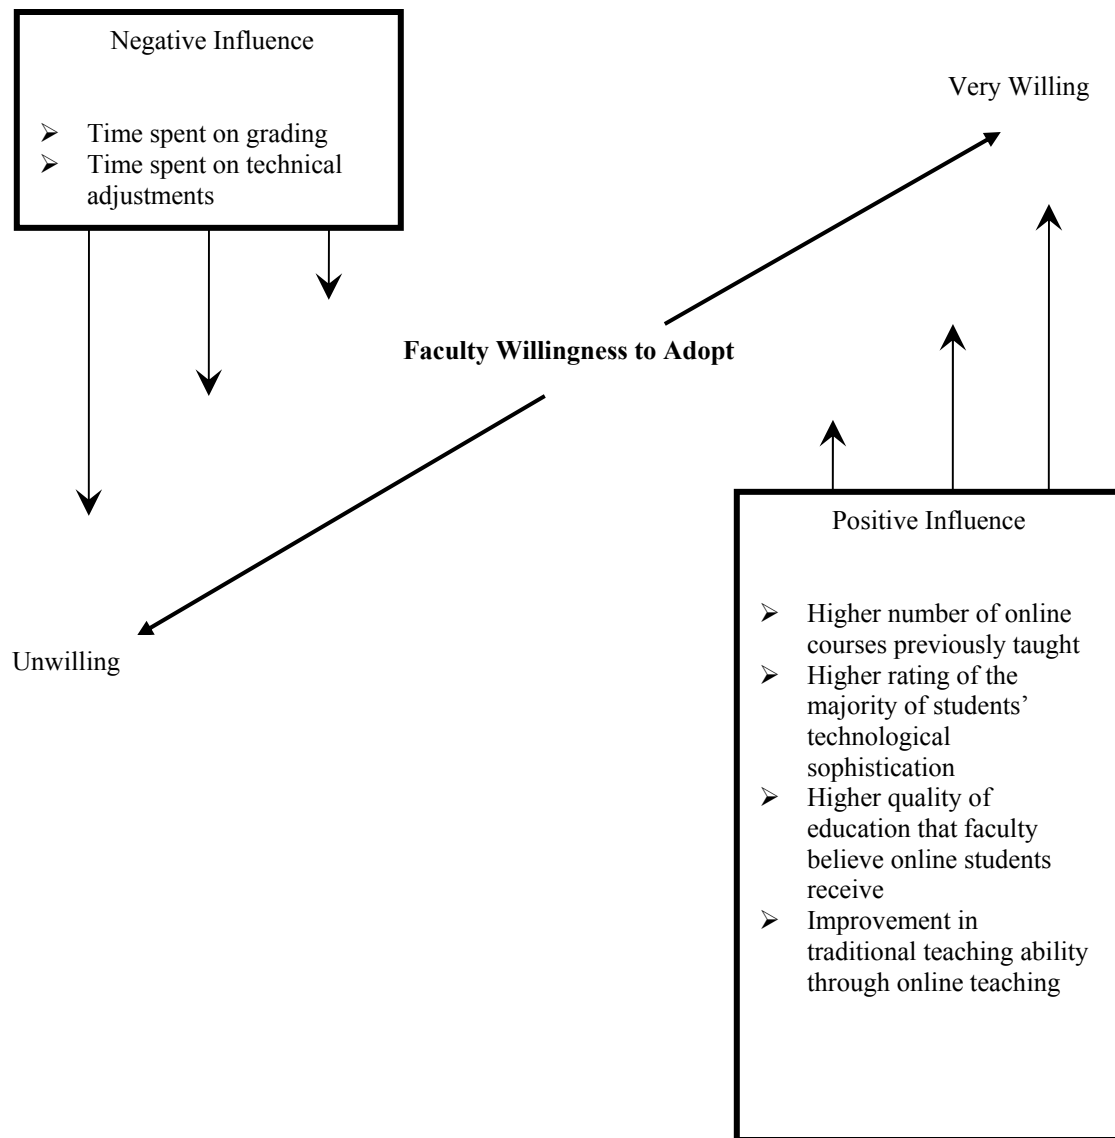 Negative Influence
➢ Time spent on grading
➢ Time spent on technical
adjustments
Very Willing
Faculty Willingness to Adopt
Unwilling
Positive Influence
➢ Higher number of online
courses previously taught
➢ Higher rating of the
majority of students’
technological
sophistication
➢ Higher quality of
education that faculty
believe online students
receive
➢ Improvement in
traditional teaching ability
through online teaching